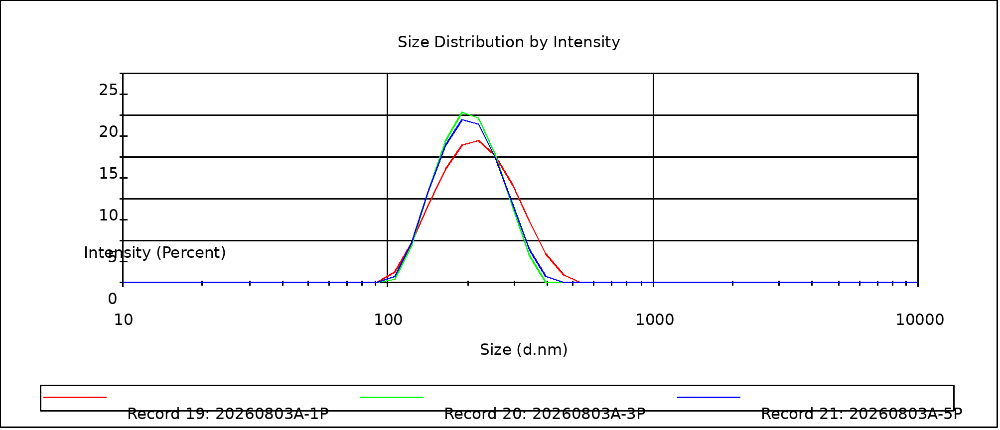 Size Distribution by Intensity
25
20
15
10
Intensity (Percent)
5
0
10 100 1000 10000
Size (d.nm)
Record 19: 20260803A-1P Record 20: 20260803A-3P Record 21: 20260803A-5P